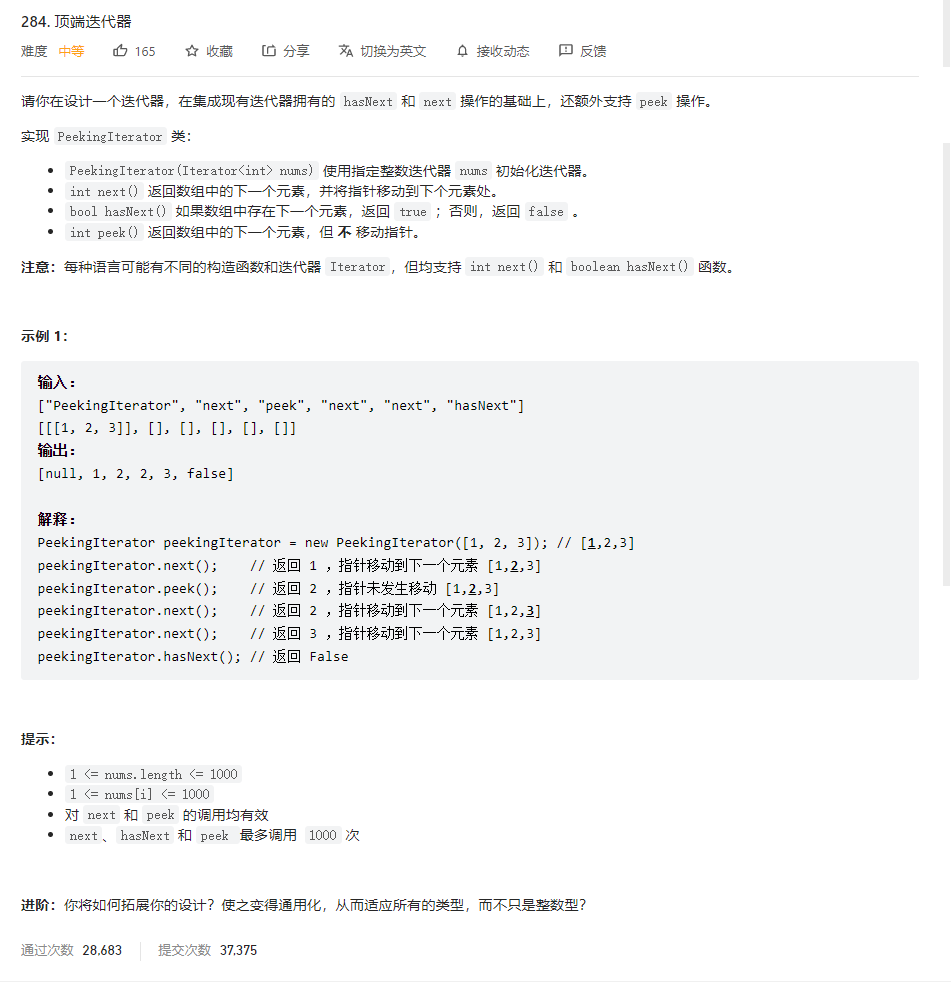 284. 顶端迭代器
难度 中等 165 收藏 分享 切换为英文 接收动态 反馈
请你在设计一个迭代器，在集成现有迭代器拥有的 hasNext 和 next 操作的基础上，还额外支持 peek 操作。
实现 PeekingIterator 类：
PeekingIterator(Iterator<int> nums) 使用指定整数迭代器 nums 初始化迭代器。
int next() 返回数组中的下一个元素，并将指针移动到下个元素处。
bool hasNext() 如果数组中存在下一个元素，返回 true ；否则，返回 false 。
int peek() 返回数组中的下一个元素，但 不 移动指针。
注意：每种语言可能有不同的构造函数和迭代器 Iterator，但均支持 int next() 和 boolean hasNext() 函数。
示例 1：
输入：
["PeekingIterator", "next", "peek", "next", "next", "hasNext"]
[[[1, 2, 3]], [], [], [], [], []]
输出：
[null, 1, 2, 2, 3, false]
解释：
PeekingIterator peekingIterator = new PeekingIterator([1, 2, 3]); // [1,2,3]
peekingIterator.next();    // 返回 1 ，指针移动到下一个元素 [1,2,3]
peekingIterator.peek();    // 返回 2 ，指针未发生移动 [1,2,3]
peekingIterator.next();    // 返回 2 ，指针移动到下一个元素 [1,2,3]
peekingIterator.next();    // 返回 3 ，指针移动到下一个元素 [1,2,3]
peekingIterator.hasNext(); // 返回 False
提示：
1 <= nums.length <= 1000
1 <= nums[i] <= 1000
对 next 和 peek 的调用均有效
next、hasNext 和 peek 最多调用 1000 次
进阶：你将如何拓展你的设计？使之变得通用化，从而适应所有的类型，而不只是整数型？
通过次数 28,683 提交次数 37,375